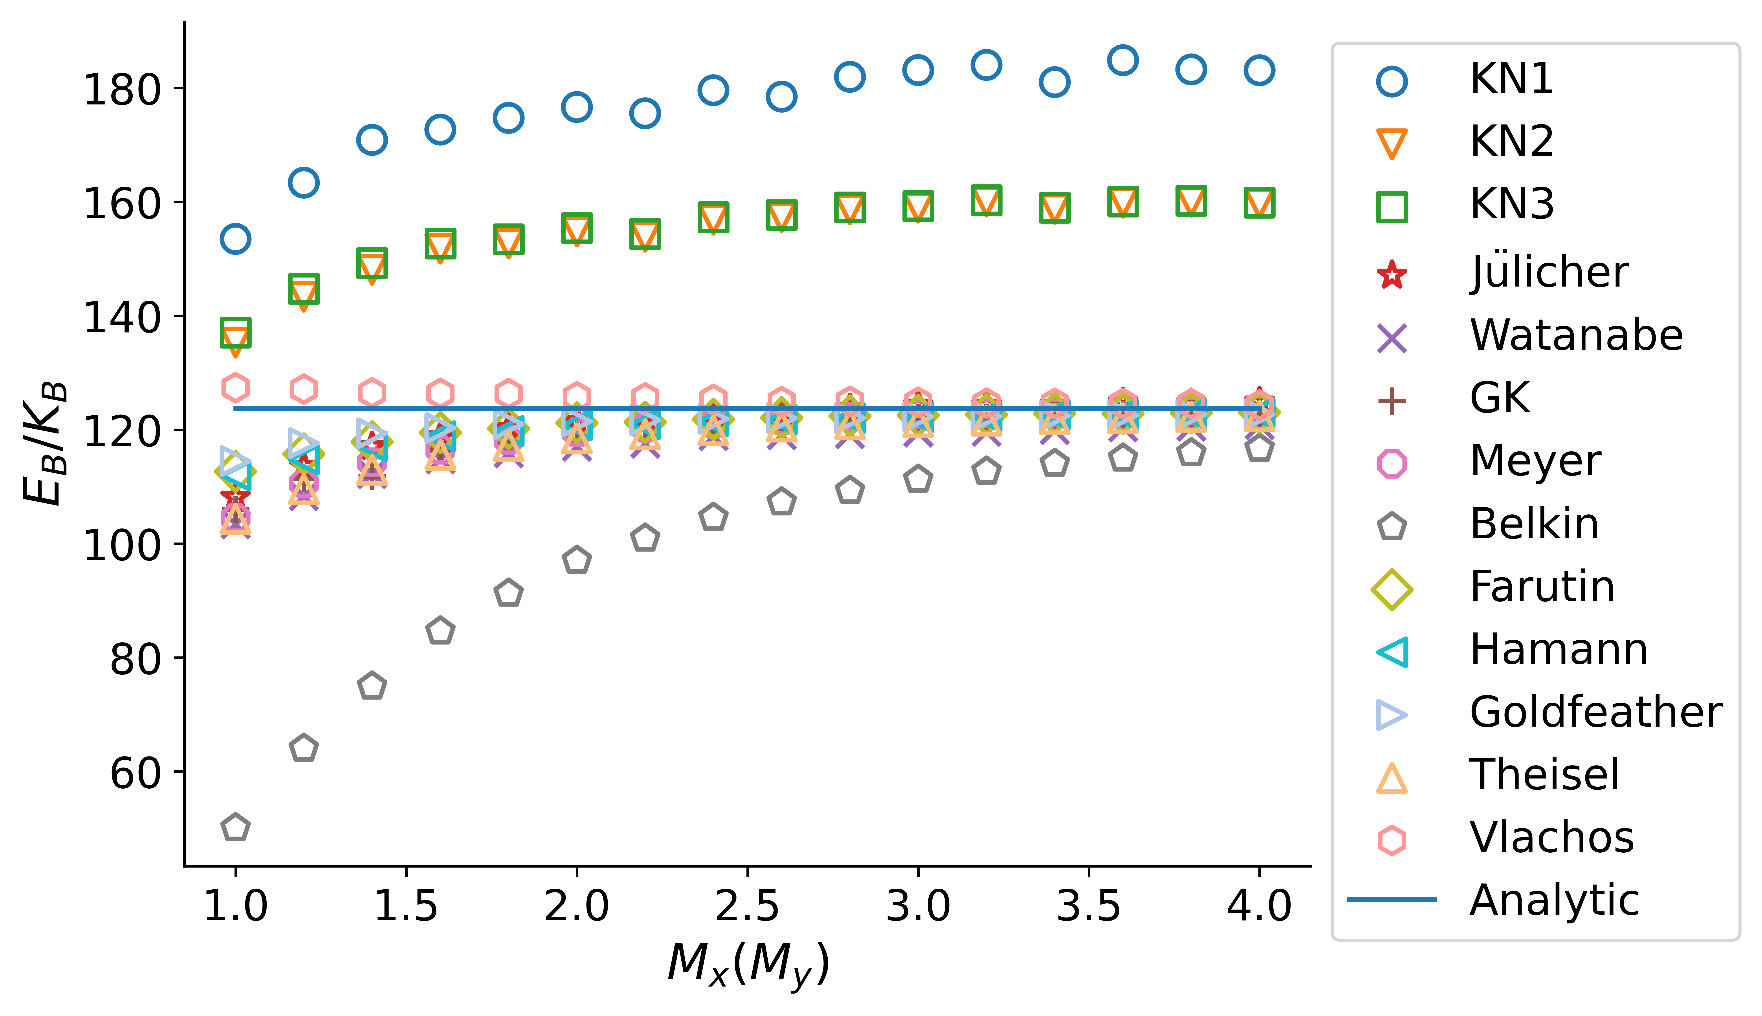 180
160
140
120
100
80
60
E_B/K_B
1.0 1.5 2.0 2.5 3.0 3.5 4.0
M_x(M_y)
KN1
KN2
KN3
Jülicher
Watanabe
GK
Meyer
Belkin
Farutin
Hamann
Goldfeather
Theisel
Vlachos
Analytic